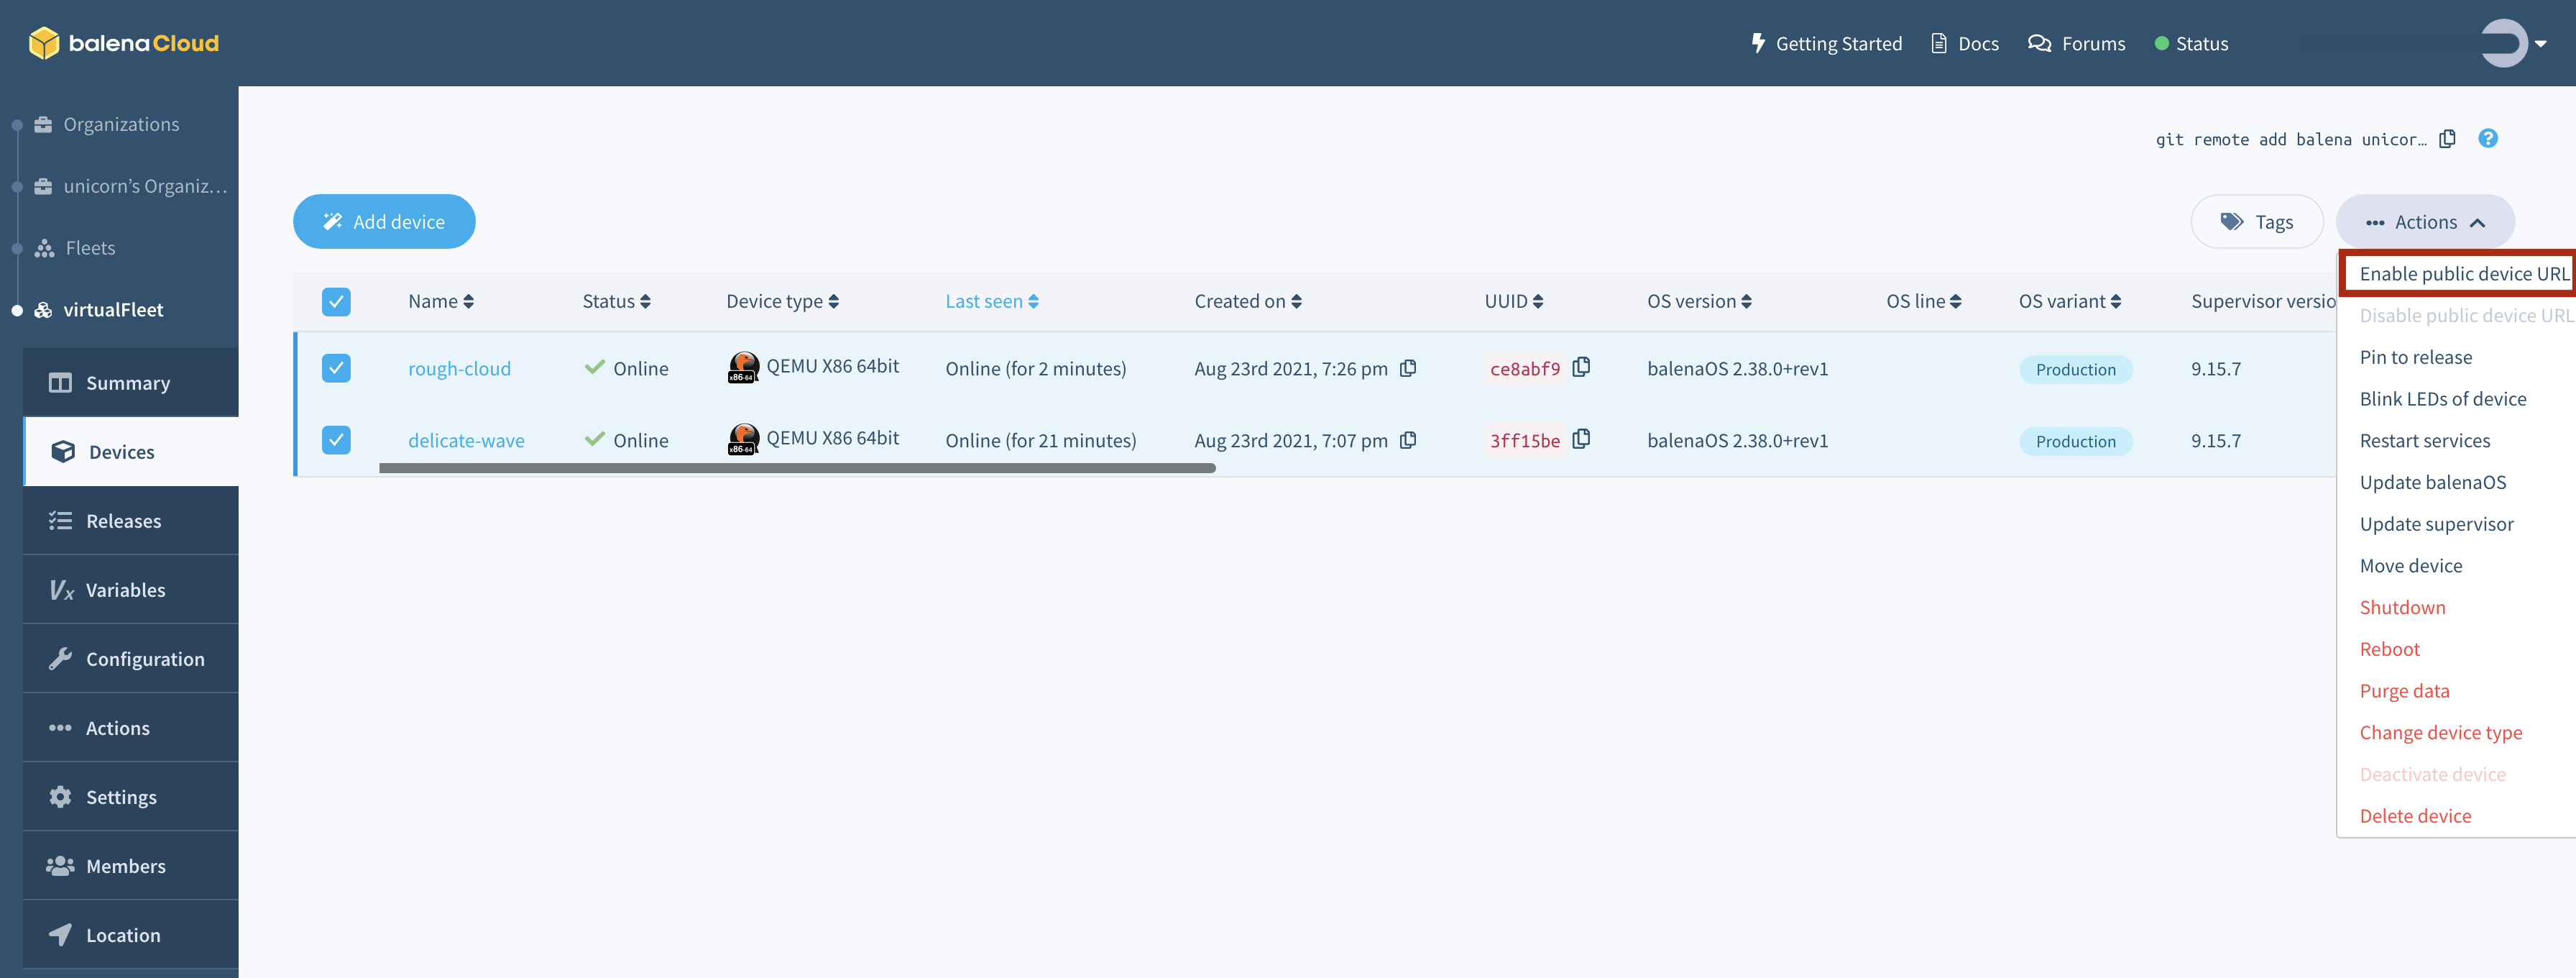 balenaCloud
Getting Started
Docs
Forums
Status
Organizations
unicorn's Organiz...
Fleets
virtualFleet
Summary
Devices
Releases
Variables
Configuration
Actions
Settings
Members
Location
git remote add balena unicor...
Add device
Tags
Actions
Name Status Device type Last seen Created on UUID OS version OS line OS variant Supervisor versio
rough-cloud Online x86-64 QEMU X86 64bit Online (for 2 minutes) Aug 23rd 2021, 7:26 pm ce8abf9 balenaOS 2.38.0+rev1 Production 9.15.7
delicate-wave Online x86-64 QEMU X86 64bit Online (for 21 minutes) Aug 23rd 2021, 7:07 pm 3ff15be balenaOS 2.38.0+rev1 Production 9.15.7
Enable public device URL
Disable public device URL
Pin to release
Blink LEDs of device
Restart services
Update balenaOS
Update supervisor
Move device
Shutdown
Reboot
Purge data
Change device type
Deactivate device
Delete device